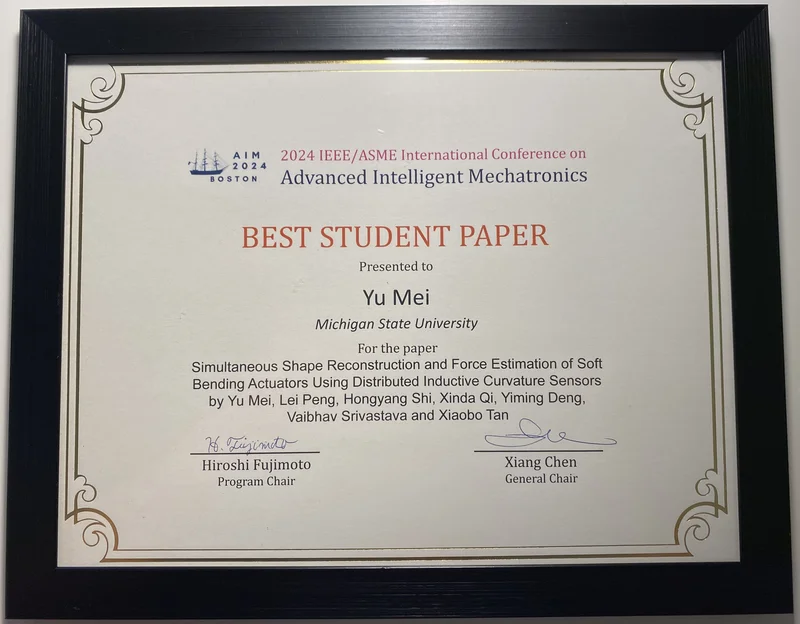 AIM
2024
BOSTON
2024 IEEE/ASME International Conference on
Advanced Intelligent Mechatronics
BEST STUDENT PAPER
Presented to
Yu Mei
Michigan State University
For the paper
Simultaneous Shape Reconstruction and Force Estimation of Soft
Bending Actuators Using Distributed Inductive Curvature Sensors
by Yu Mei, Lei Peng, Hongyang Shi, Xinda Qi, Yiming Deng,
Vaibhav Srivastava and Xiaobo Tan
H. Fujimoto
Hiroshi Fujimoto
Program Chair
Xiang Chen
General Chair